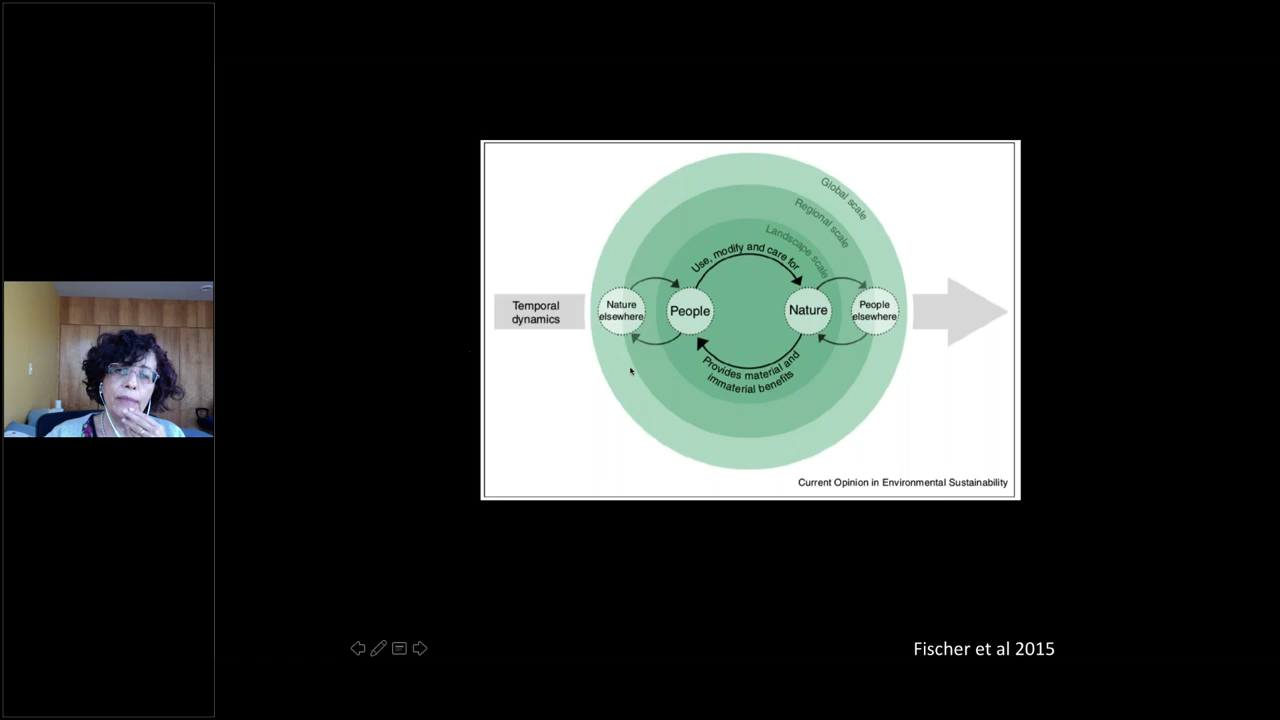 Global scale
Regional scale
Landscape scale
Use, modify and care for
Temporal
dynamics
Nature
elsewhere
People
Nature
People
elsewhere
Provides material and
immaterial benefits
Current Opinion in Environmental Sustainability
Fischer et al 2015